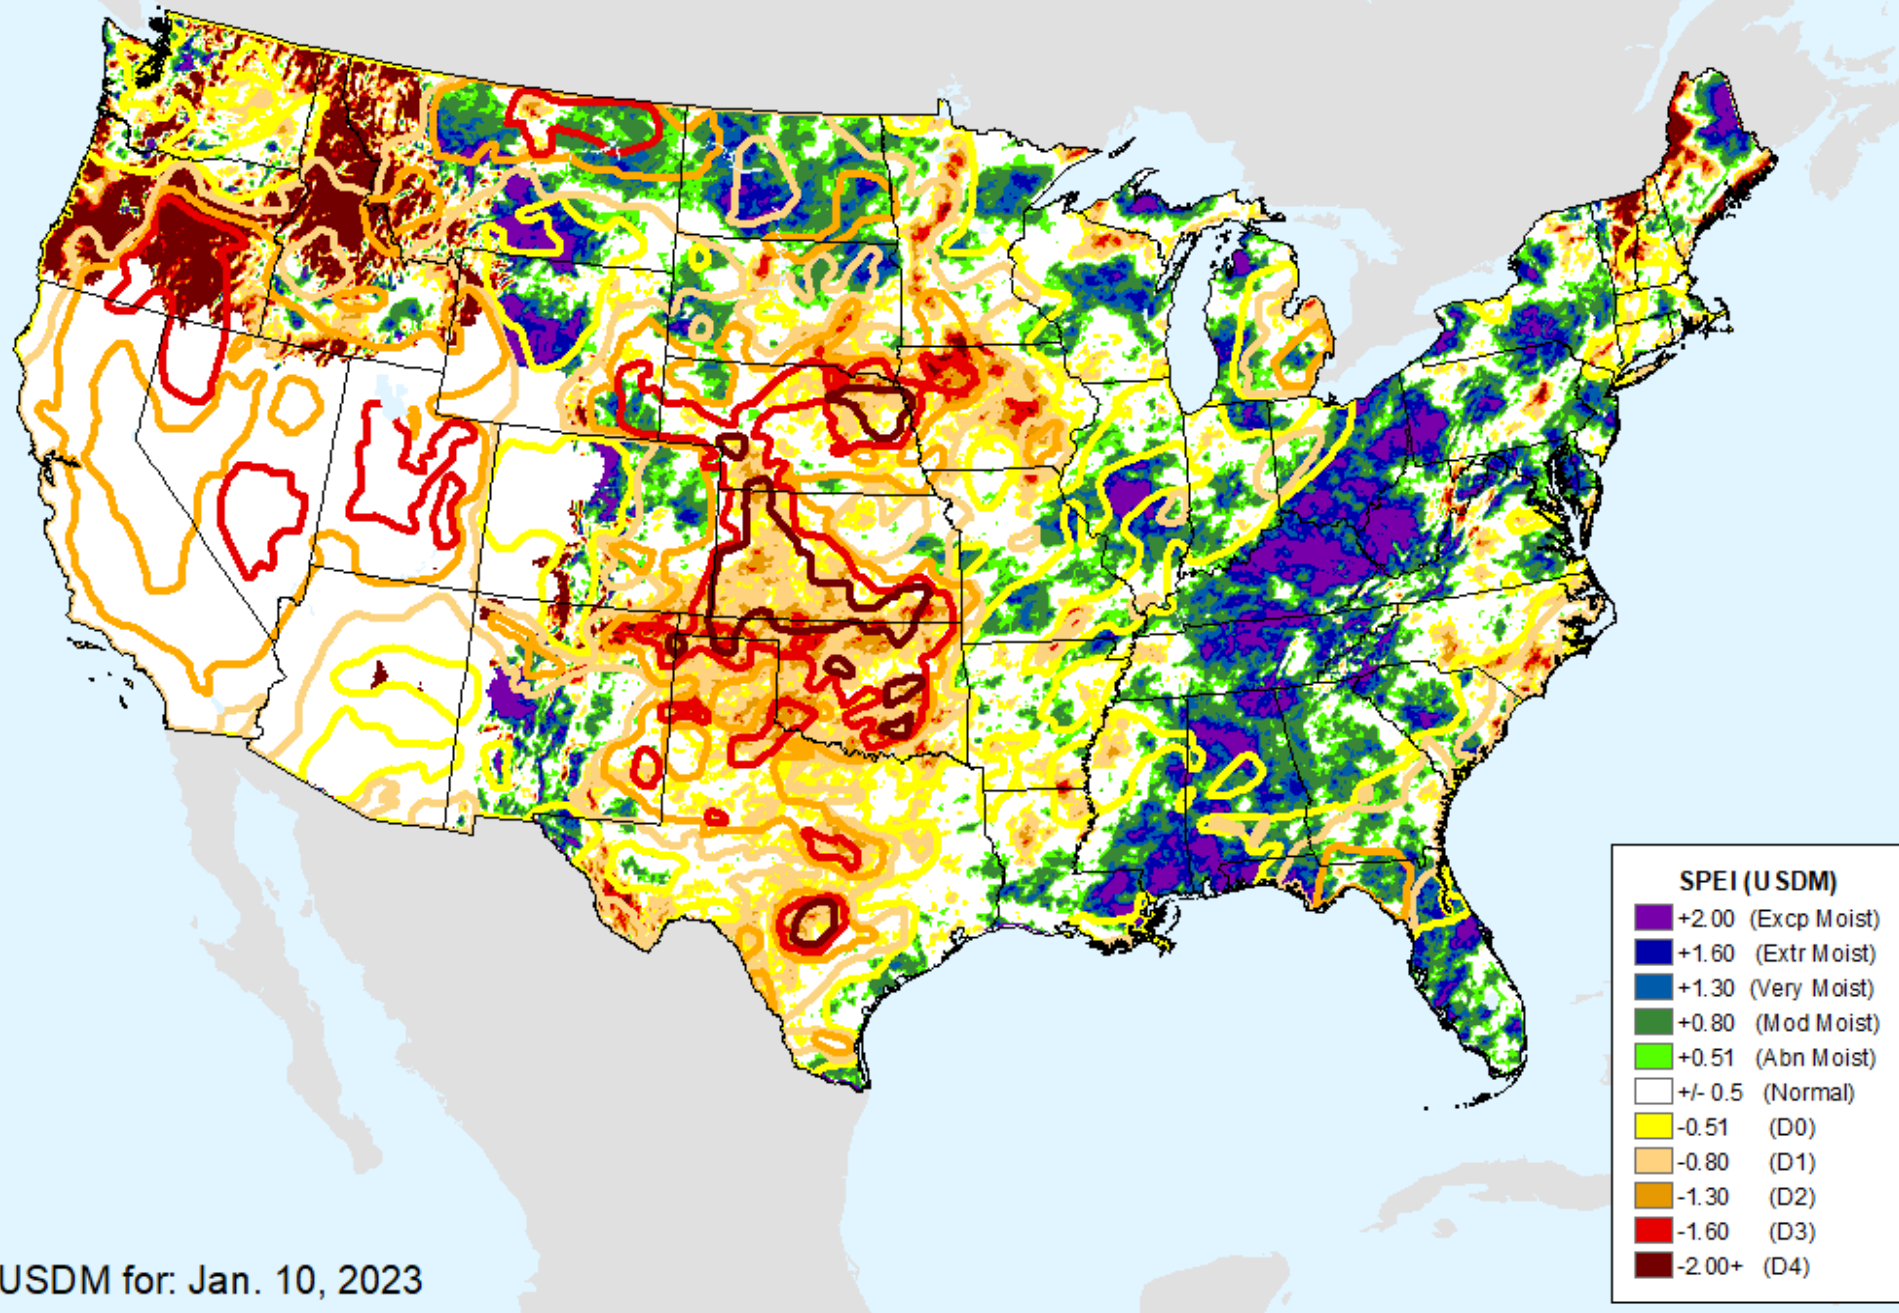 SPEI (USDM)
+2.00 (Excp Moist)
+1.60 (Extr Moist)
+1.30 (Very Moist)
+0.80 (Mod Moist)
+0.51 (Abn Moist)
+/- 0.5 (Normal)
-0.51 (D0)
-0.80 (D1)
-1.30 (D2)
-1.60 (D3)
-2.00+ (D4)
USDM for: Jan. 10, 2023